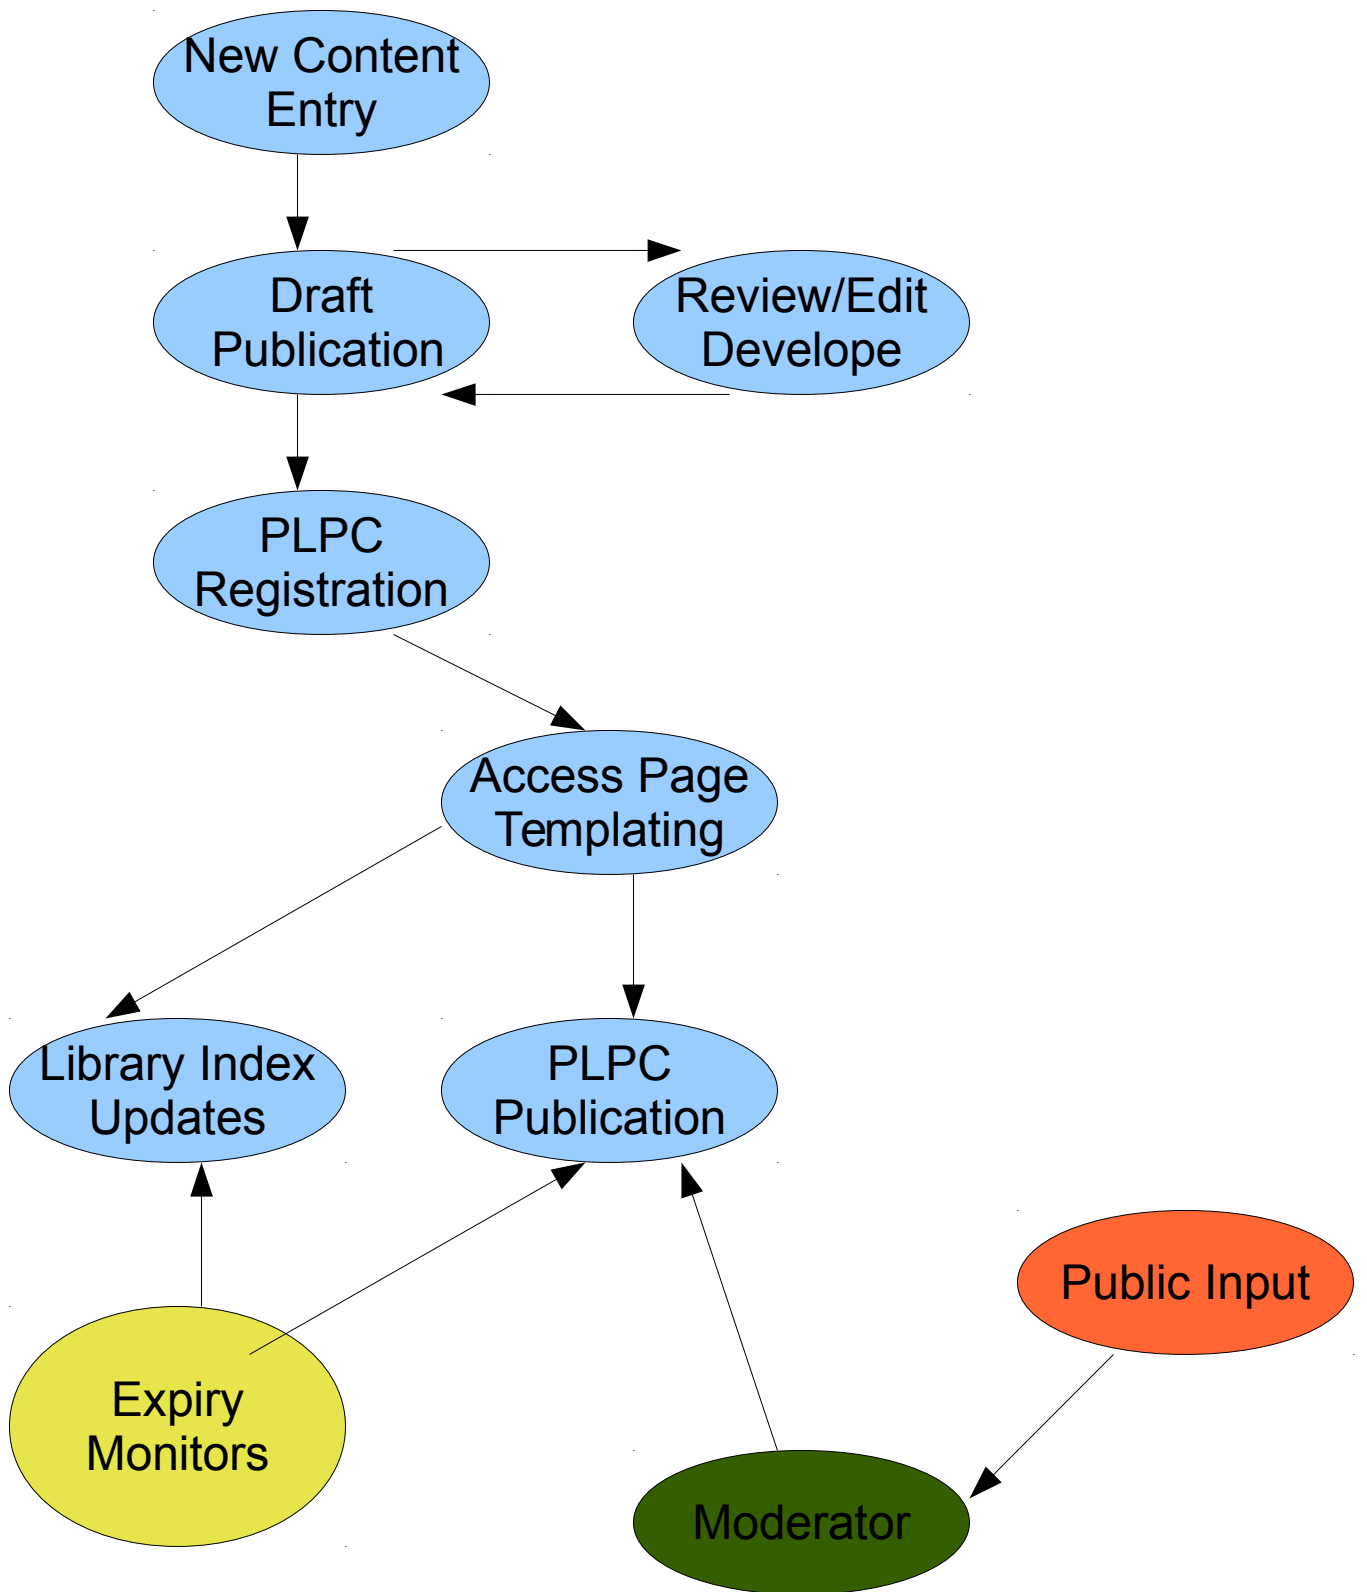 New Content
Entry
Draft
Publication
Review/Edit
Develope
PLPC
Registration
Access Page
Templating
Library Index
Updates
PLPC
Publication
Public Input
Expiry
Monitors
Moderator